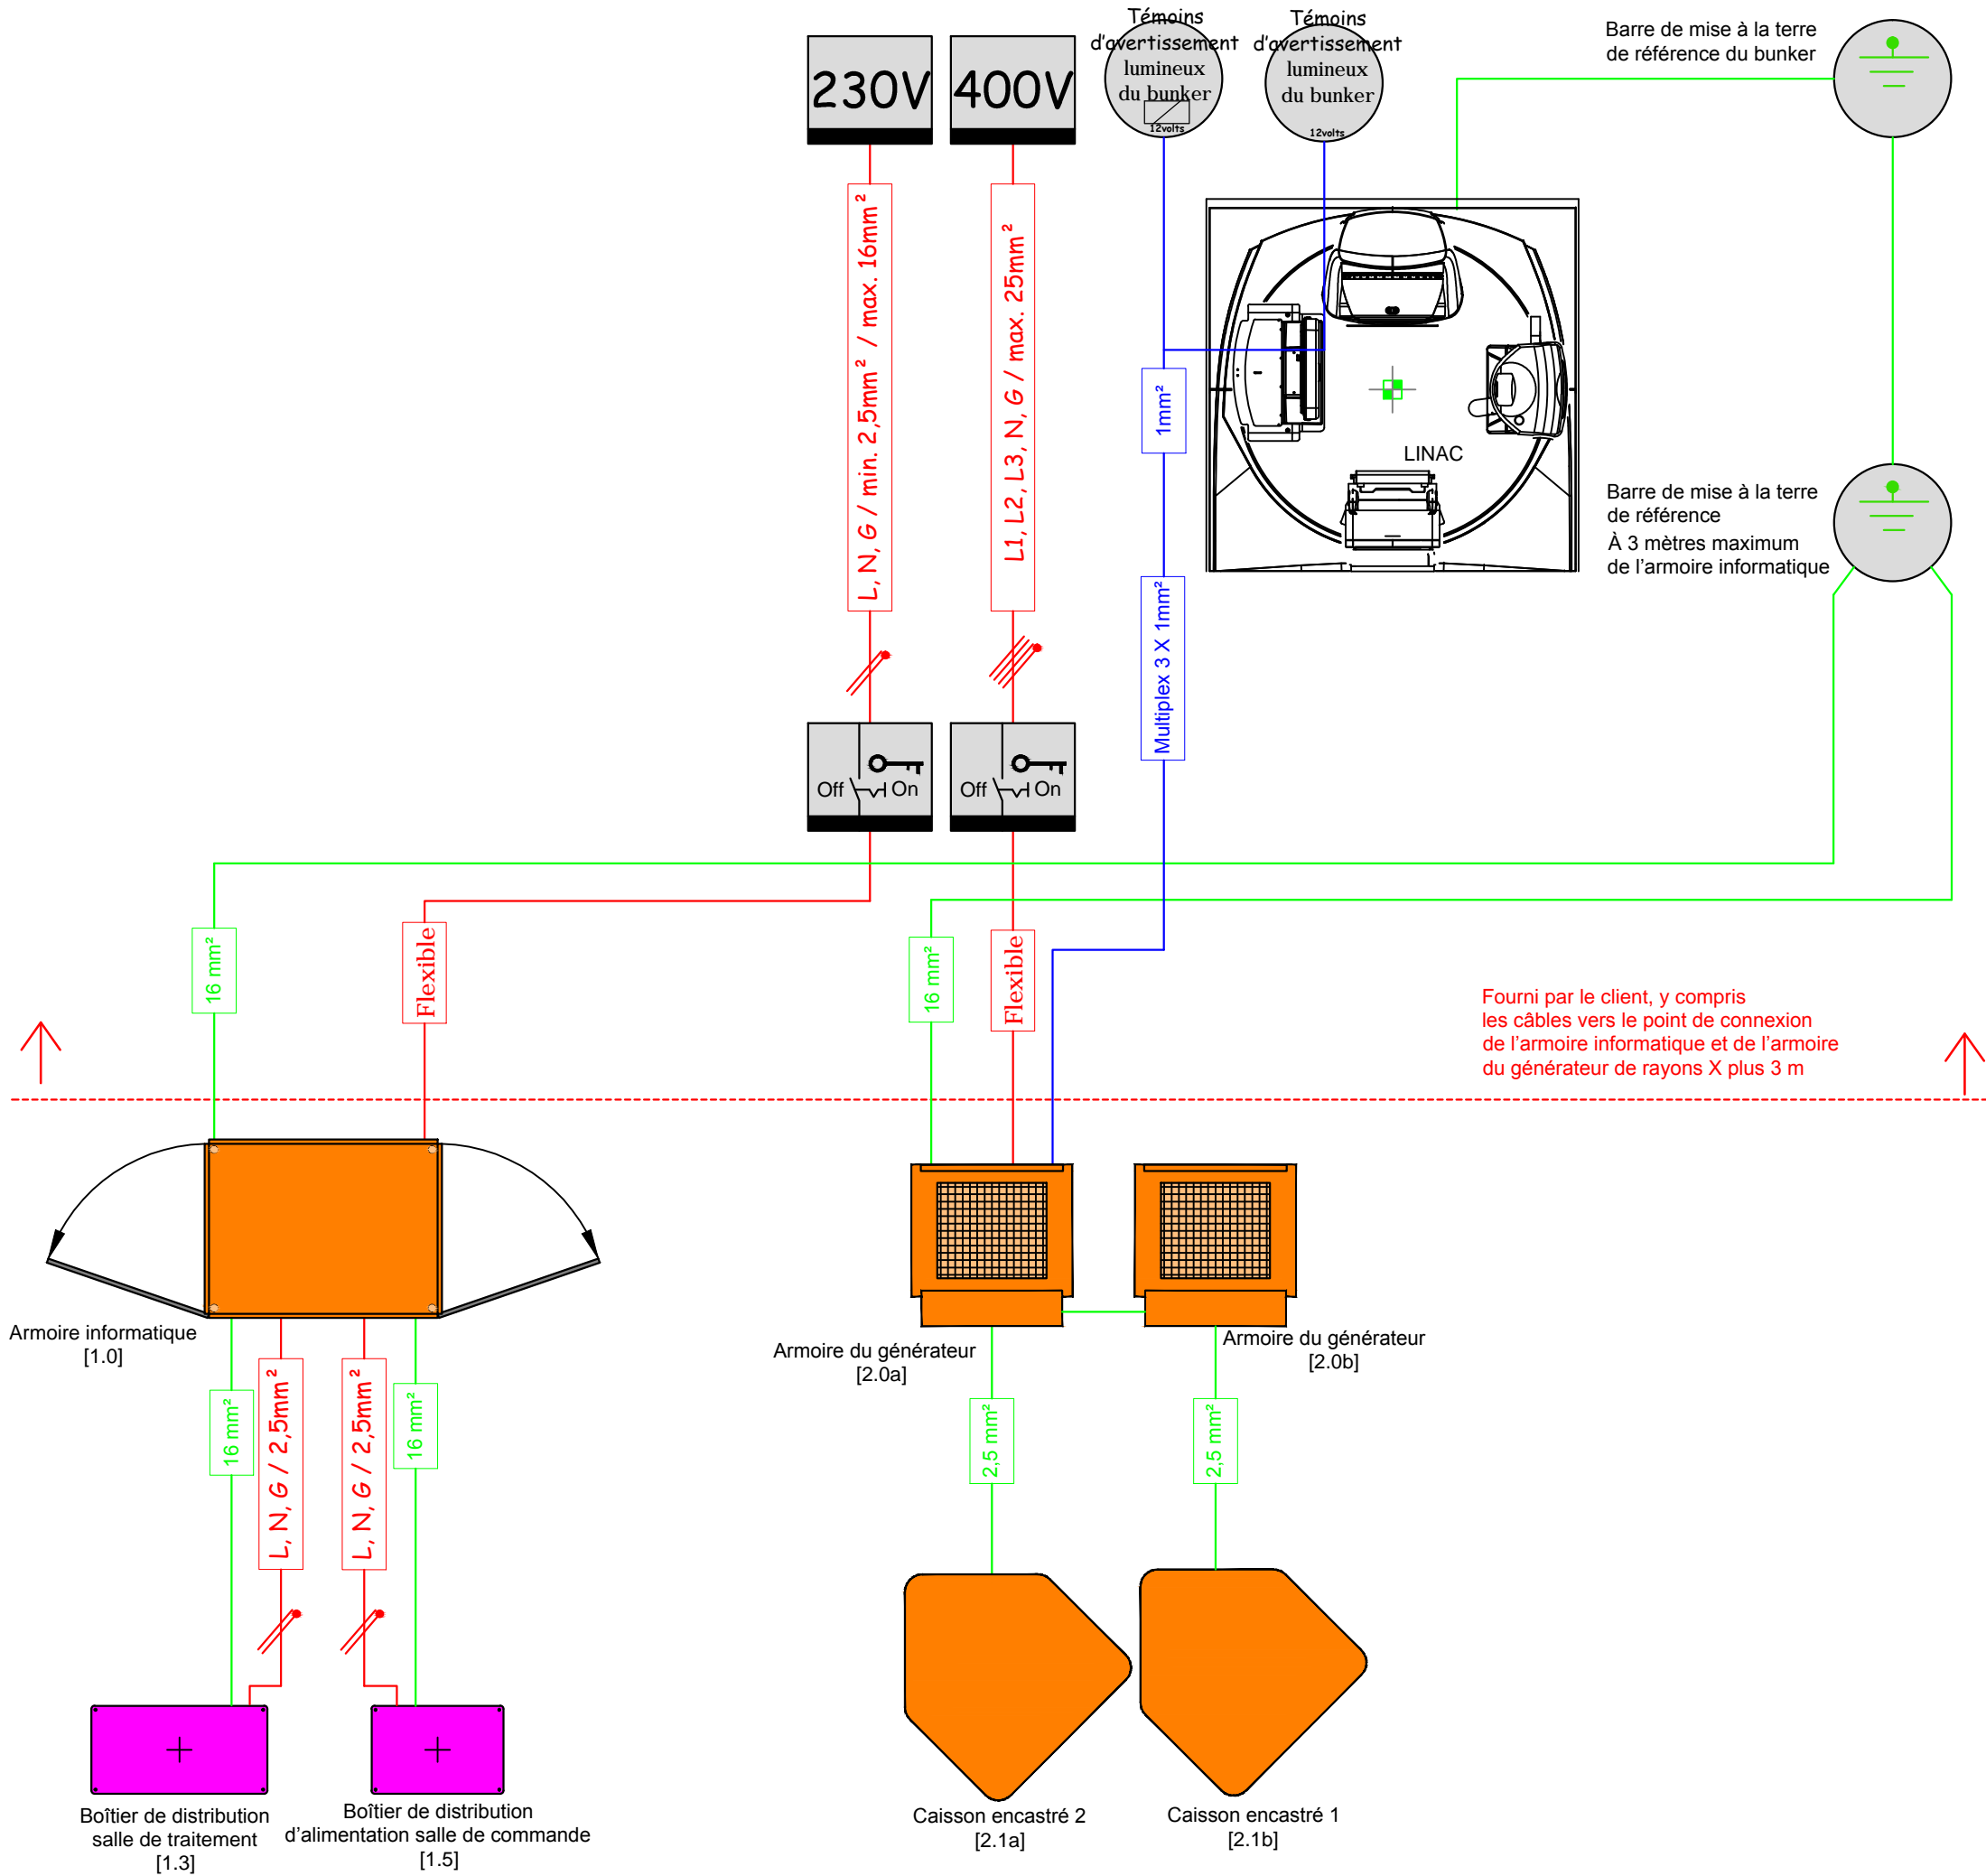 230V
400V
Témoins
d'avertissement
lumineux
du bunker
12volts
Témoins
d'avertissement
lumineux
du bunker
12volts
Barre de mise à la terre
de référence du bunker
L, N, G / min. 2,5mm² / max. 16mm²
L1, L2, L3, N, G / max. 25mm²
1mm²
Multiplex 3 X 1mm²
LINAC
Barre de mise à la terre
de référence
À 3 mètres maximum
de l'armoire informatique
Off On
Off On
16 mm²
Flexible
16 mm²
Flexible
Fourni par le client, y compris
les câbles vers le point de connexion
de l'armoire informatique et de l'armoire
du générateur de rayons X plus 3 m
Armoire informatique
[1.0]
Armoire du générateur
[2.0a]
Armoire du générateur
[2.0b]
16 mm²
L, N, G / 2,5mm²
L, N, G / 2,5mm²
16 mm²
2,5 mm²
2,5 mm²
Boîtier de distribution
salle de traitement
[1.3]
Boîtier de distribution
d'alimentation salle de commande
[1.5]
Caisson encastré 2
[2.1a]
Caisson encastré 1
[2.1b]